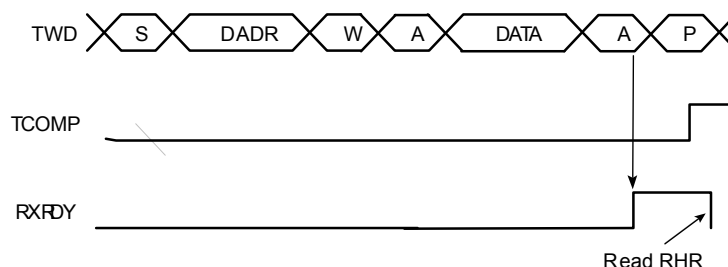 TWD S DADR W A DATA A P
TCOMP
RXRDY
Read RHR